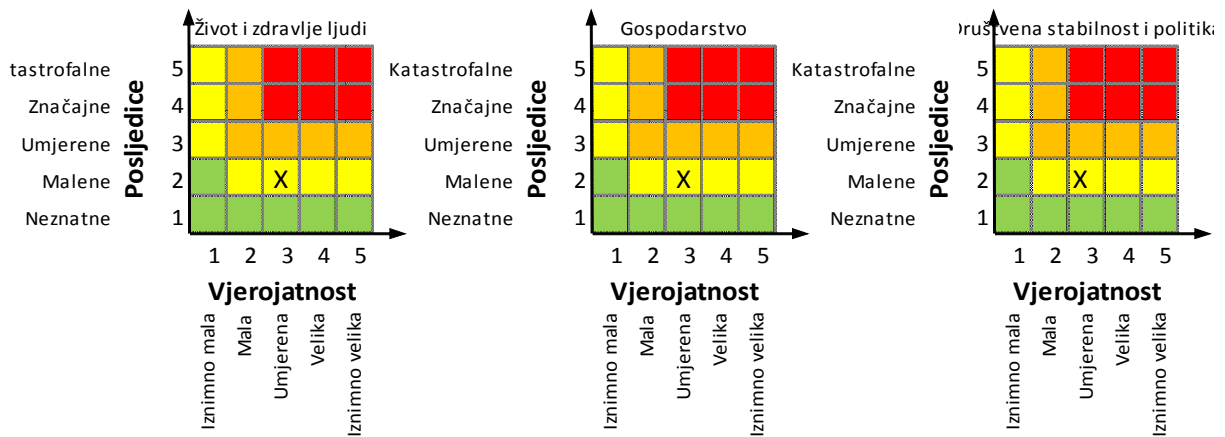 Život i zdravlje ljudi
tastrofalne 5
Značajne 4
Umjerene 3
Malene 2 X
Neznatne 1
Posljedice
1 2 3 4 5
Vjerojatnost
Iznimno mala
Mala
Umjerena
Velika
Iznimno velika
Gospodarstvo
Katastrofalne 5
Značajne 4
Umjerene 3
Malene 2 X
Neznatne 1
Posljedice
1 2 3 4 5
Vjerojatnost
Iznimno mala
Mala
Umjerena
Velika
Iznimno velika
Društvena stabilnost i politika
Katastrofalne 5
Značajne 4
Umjerene 3
Malene 2 X
Neznatne 1
Posljedice
1 2 3 4 5
Vjerojatnost
Iznimno mala
Mala
Umjerena
Velika
Iznimno velika